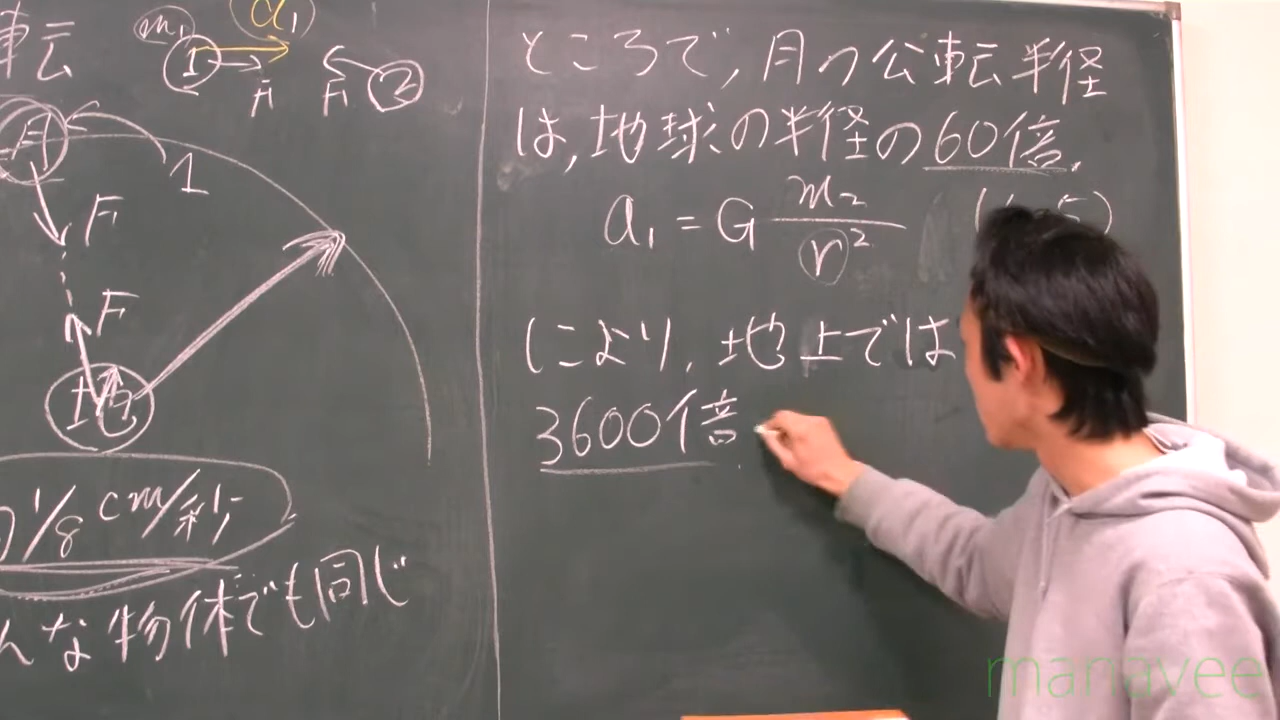 転
m₁ a₁
1 2
F F
月
1
F
F
地
1/8 cm/秒
んな物体でも同じ
ところで,月の公転半径
は,地球の半径の60倍.
a₁ = G m₂/r²
により,地上では
3600倍.
manavee